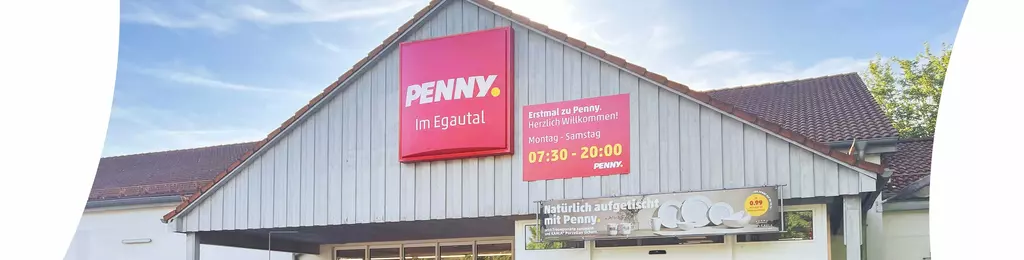 PENNY.
im Egautal
Erstmal zu Penny.
Herzlich Willkommen!
Montag - Samstag
07:30 - 20:00
PENNY.
Natürlich aufgetischt
mit Penny.
0.99